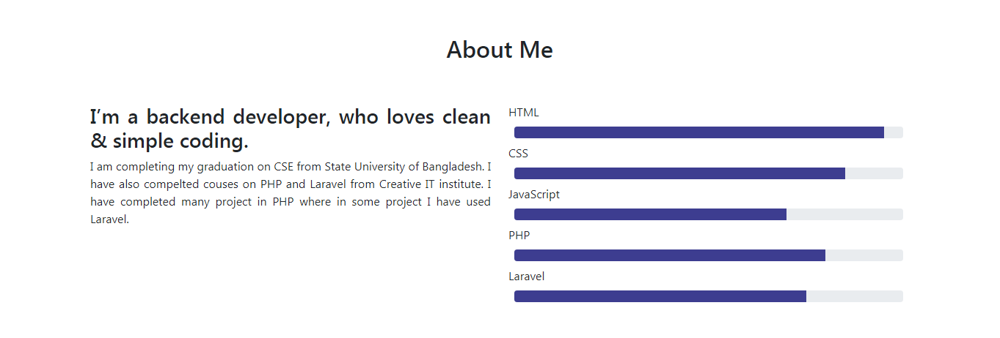 About Me
I’m a backend developer, who loves clean
& simple coding.
I am completing my graduation on CSE from State University of Bangladesh. I
have also compelted couses on PHP and Laravel from Creative IT institute. I
have completed many project in PHP where in some project I have used
Laravel.
HTML
CSS
JavaScript
PHP
Laravel